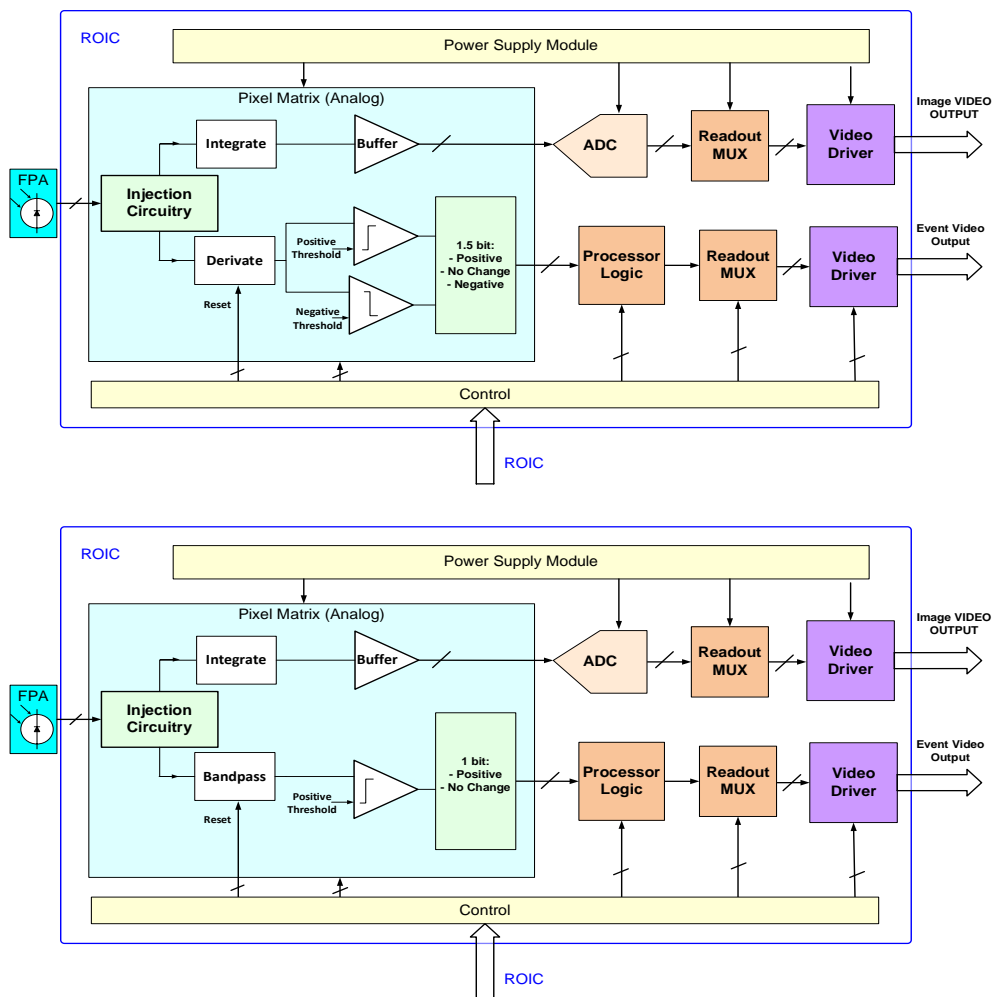 ROIC
Power Supply Module
Pixel Matrix (Analog)
Image VIDEO
OUTPUT
Integrate
Buffer
ADC
Readout
MUX
Video
Driver
FPA
Injection
Circuitry
Event Video
Output
Derivate
Positive
Threshold
1.5 bit:
- Positive
- No Change
- Negative
Processor
Logic
Readout
MUX
Video
Driver
Reset
Negative
Threshold
Control
ROIC
ROIC
Power Supply Module
Pixel Matrix (Analog)
Image VIDEO
OUTPUT
Integrate
Buffer
ADC
Readout
MUX
Video
Driver
FPA
Injection
Circuitry
Event Video
Output
Bandpass
Positive
Threshold
1 bit:
- Positive
- No Change
Processor
Logic
Readout
MUX
Video
Driver
Reset
Control
ROIC